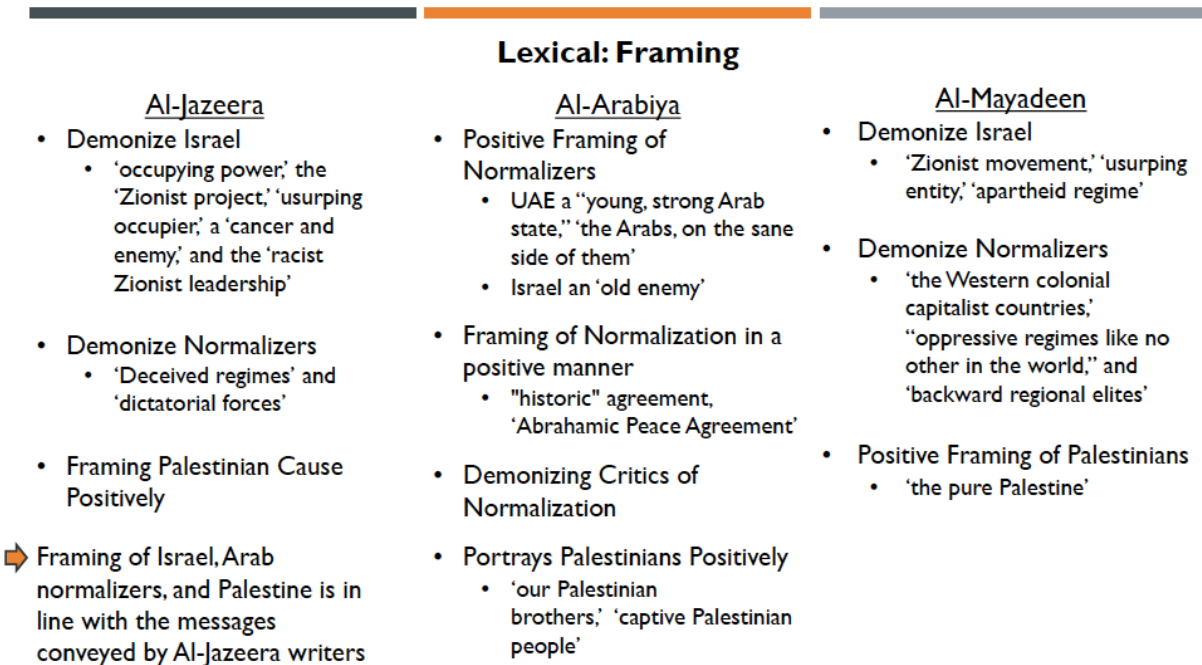 Lexical: Framing
Al-Jazeera
• Demonize Israel
• ‘occupying power,’ the
‘Zionist project,’ ‘usurping
occupier,’ a ‘cancer and
enemy,’ and the ‘racist
Zionist leadership’
• Demonize Normalizers
• ‘Deceived regimes’ and
‘dictatorial forces’
• Framing Palestinian Cause
Positively
Framing of Israel, Arab
normalizers, and Palestine is in
line with the messages
conveyed by Al-Jazeera writers
Al-Arabiya
• Positive Framing of
Normalizers
• UAE a “young, strong Arab
state,” ‘the Arabs, on the sane
side of them’
• Israel an ‘old enemy’
• Framing of Normalization in a
positive manner
• "historic" agreement,
‘Abrahamic Peace Agreement’
• Demonizing Critics of
Normalization
• Portrays Palestinians Positively
• ‘our Palestinian
brothers,’ ‘captive Palestinian
people’
Al-Mayadeen
• Demonize Israel
• ‘Zionist movement,’ ‘usurping
entity,’ ‘apartheid regime’
• Demonize Normalizers
• ‘the Western colonial
capitalist countries,’
“oppressive regimes like no
other in the world,” and
‘backward regional elites’
• Positive Framing of Palestinians
• ‘the pure Palestine’